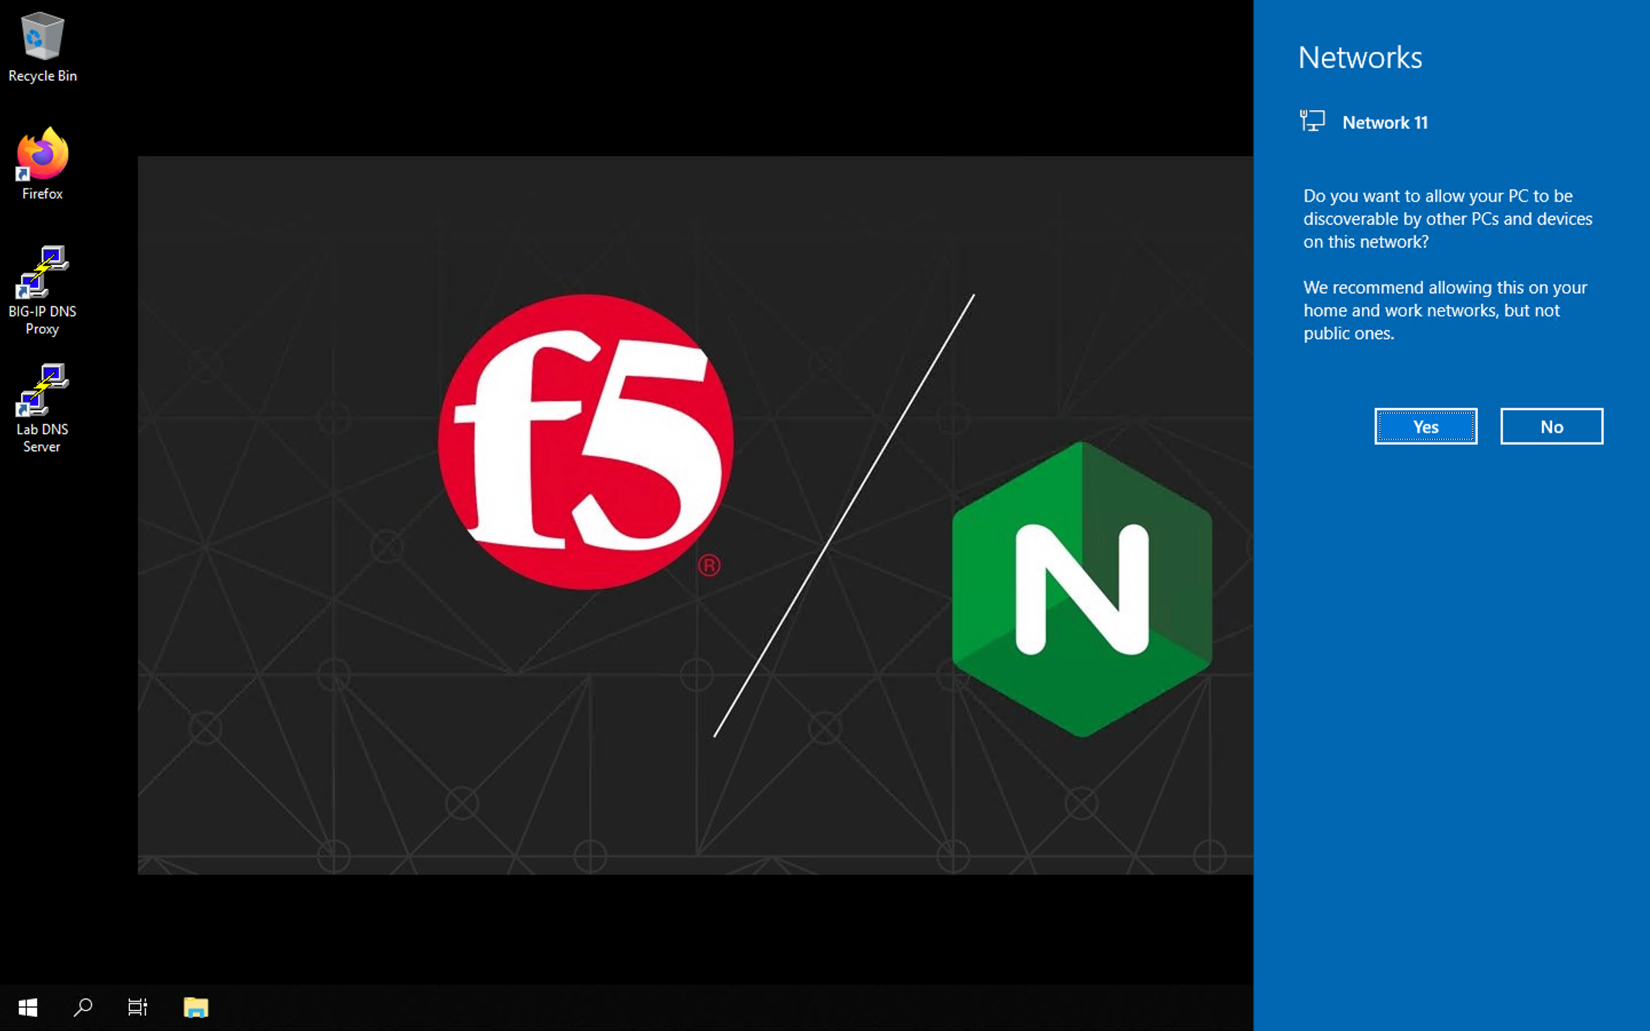 Recycle Bin
Firefox
BIG-IP DNS
Proxy
Lab DNS
Server
f5
®
N
Networks
Network 11
Do you want to allow your PC to be
discoverable by other PCs and devices
on this network?
We recommend allowing this on your
home and work networks, but not
public ones.
Yes
No